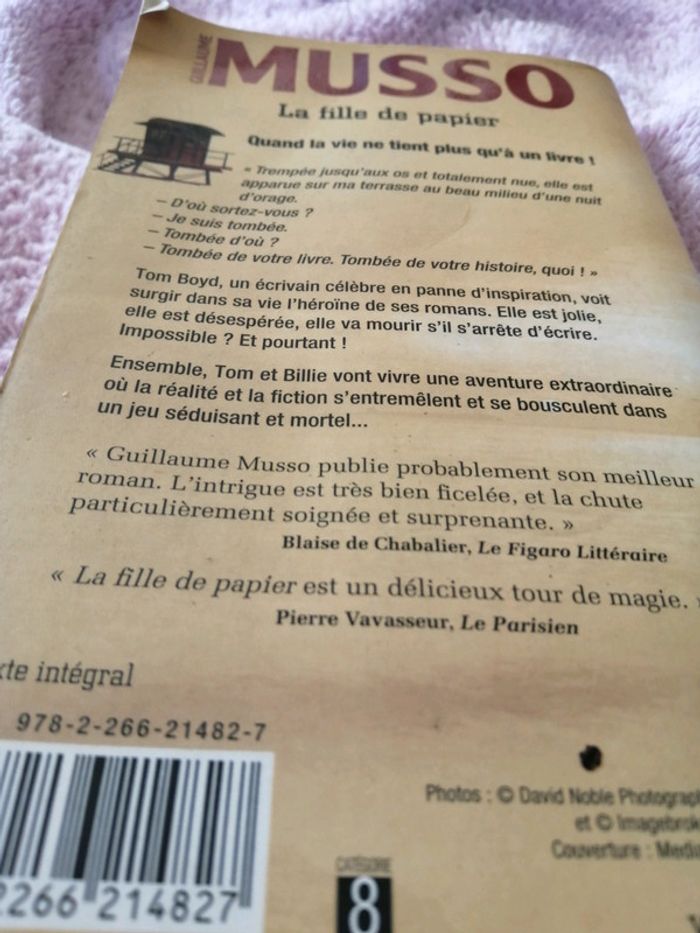 GUILLAUME
MUSSO
La fille de papier
Quand la vie ne tient plus qu'à un livre !
« Trempée jusqu'aux os et totalement nue, elle est
apparue sur ma terrasse au beau milieu d'une nuit
d'orage.
– D'où sortez-vous ?
– Je suis tombée.
– Tombée d'où ?
– Tombée de votre livre. Tombée de votre histoire, quoi ! »
Tom Boyd, un écrivain célèbre en panne d'inspiration, voit
surgir dans sa vie l'héroïne de ses romans. Elle est jolie,
elle est désespérée, elle va mourir s'il s'arrête d'écrire.
Impossible ? Et pourtant !
Ensemble, Tom et Billie vont vivre une aventure extraordinaire
où la réalité et la fiction s'entremêlent et se bousculent dans
un jeu séduisant et mortel...
« Guillaume Musso publie probablement son meilleur
roman. L'intrigue est très bien ficelée, et la chute
particulièrement soignée et surprenante. »
Blaise de Chabalier, Le Figaro Littéraire
« La fille de papier est un délicieux tour de magie. »
Pierre Vavasseur, Le Parisien
xte intégral
978-2-266-21482-7
2266 214827
CATÉGORIE
8
Photos : © David Noble Photograp
et © Imagebrok
Couverture : Media